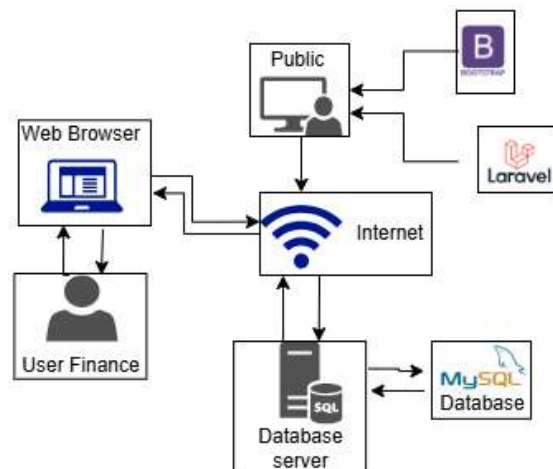 B
BOOTSTRAP
Public
Web Browser
Laravel
Internet
User Finance
SQL
MySQL
Database
Database
server